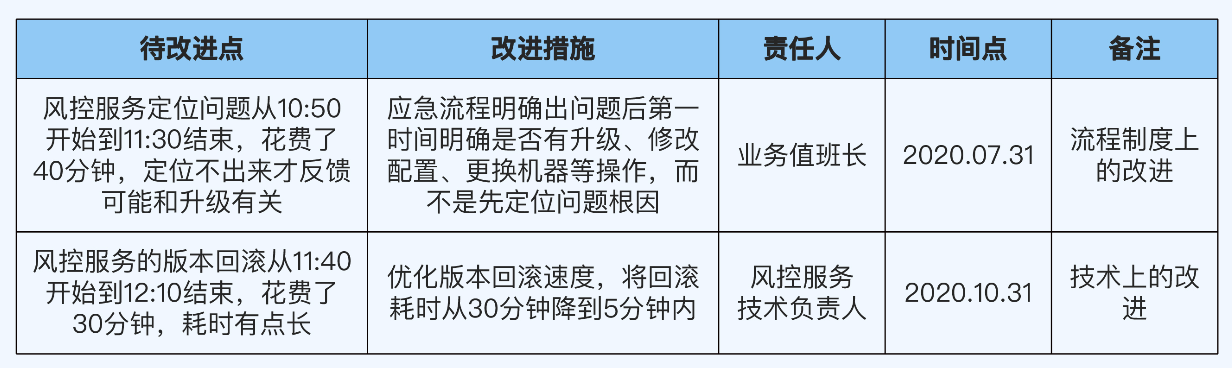 待改进点
改进措施
责任人
时间点
备注
风控服务定位问题从10:50
开始到11:30结束，花费了
40分钟，定位不出来才反馈
可能和升级有关
应急流程明确出问题后第一
时间明确是否有升级、修改
配置、更换机器等操作，而
不是先定位问题根因
业务值班长
2020.07.31
流程制度上
的改进
风控服务的版本回滚从11:40
开始到12:10结束，花费了
30分钟，耗时有点长
优化版本回滚速度，将回滚
耗时从30分钟降到5分钟内
风控服务
技术负责人
2020.10.31
技术上的改
进